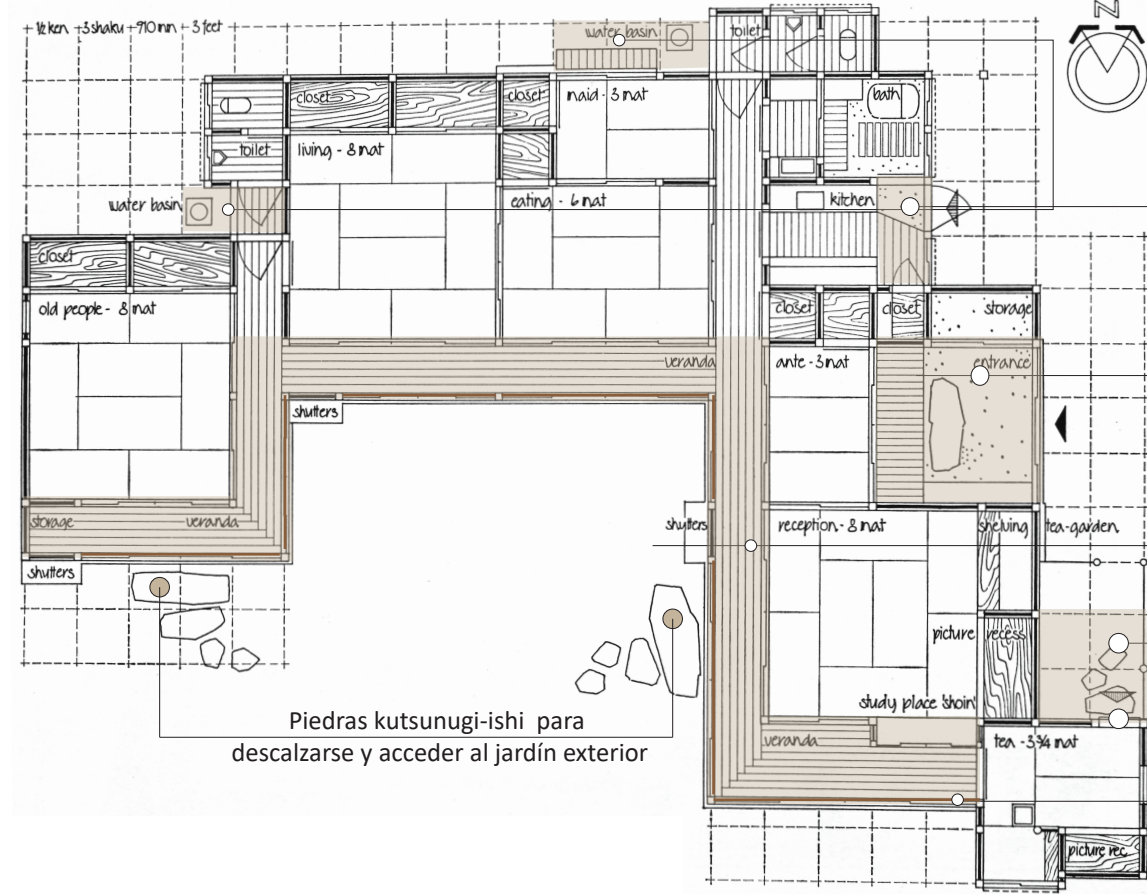 ½ ken +3 shaku +910 mm + 3 feet
water basin
toilet
N
closet
closet
maid - 3 mat
bath
toilet
living - 8 mat
water basin
eating - 6 mat
kitchen
closet
old people - 8 mat
closet
closet
storage
veranda
ante - 3 mat
entrance
shutters
storage
veranda
shutters
reception - 8 mat
shelving
tea-garden
shutters
picture
recess
study place 'shoin'
Piedras kutsunugi-ishi para
descalzarse y acceder al jardín exterior
veranda
tea - 3¾ mat
picture rec.